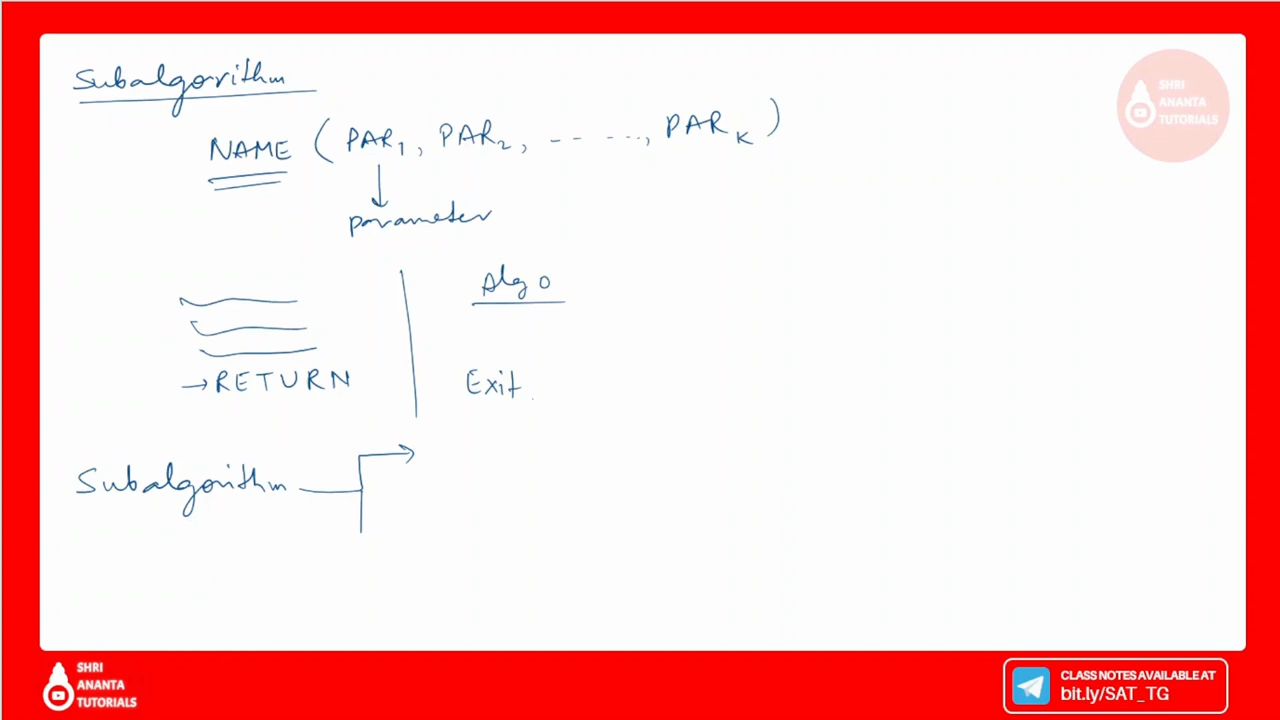 Subalgorithm
NAME (PAR1, PAR2, -- -- ---, PARK)
parameter
Algo
→RETURN
Exit
Subalgorithm
SHRI
ANANTA
TUTORIALS
SHRI
ANANTA
TUTORIALS
CLASS NOTES AVAILABLE AT
bit.ly/SAT_TG